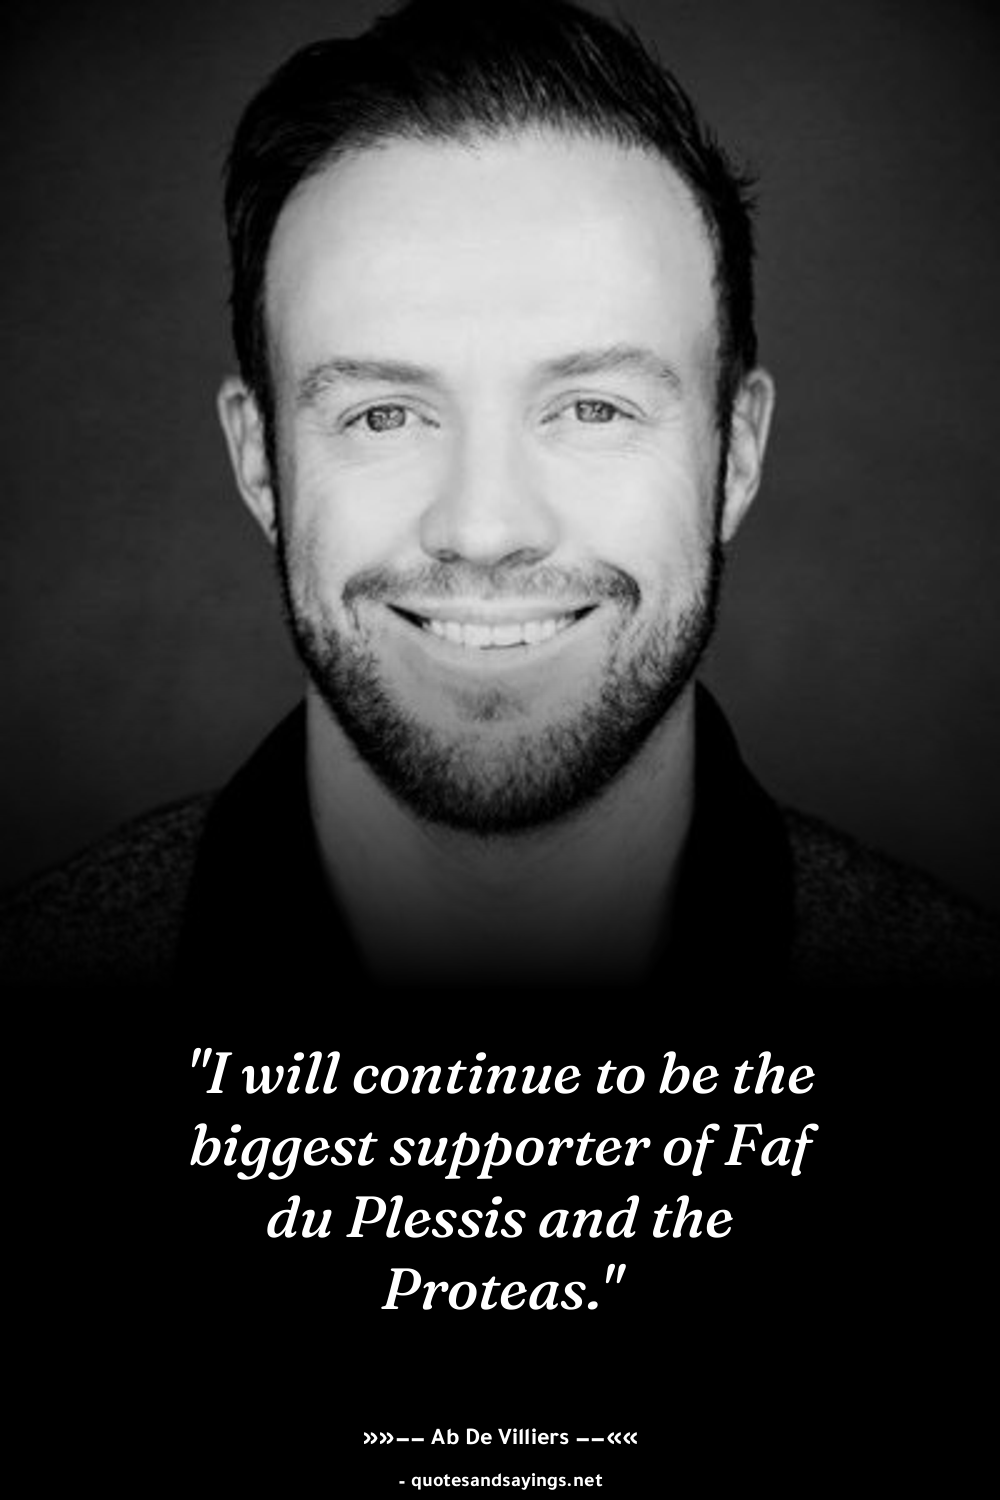 "I will continue to be the
biggest supporter of Faf
du Plessis and the
Proteas."
»»–– Ab De Villiers ––««
- quotesandsayings.net